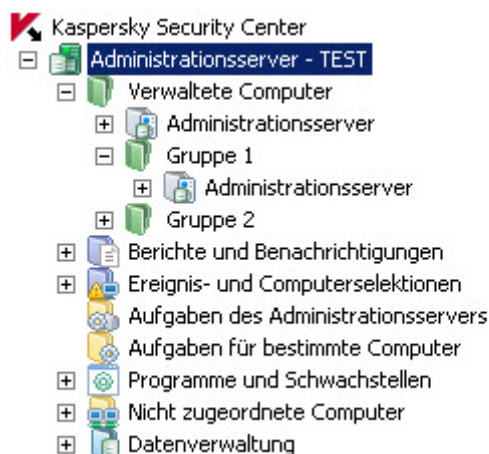 Kaspersky Security Center
Administrationsserver - TEST
Verwaltete Computer
Administrationsserver
Gruppe 1
Administrationsserver
Gruppe 2
Berichte und Benachrichtigungen
Ereignis- und Computerselektionen
Aufgaben des Administrationsservers
Aufgaben für bestimmte Computer
Programme und Schwachstellen
Nicht zugeordnete Computer
Datenverwaltung